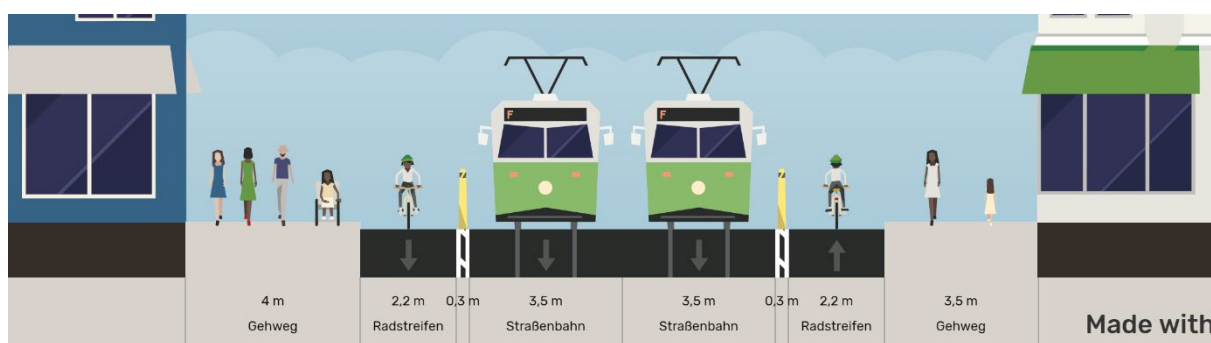 F
F
4 m
2,2 m
0,3 m
3,5 m
3,5 m
0,3 m
2,2 m
3,5 m
Gehweg
Radstreifen
Straßenbahn
Straßenbahn
Radstreifen
Gehweg
Made with